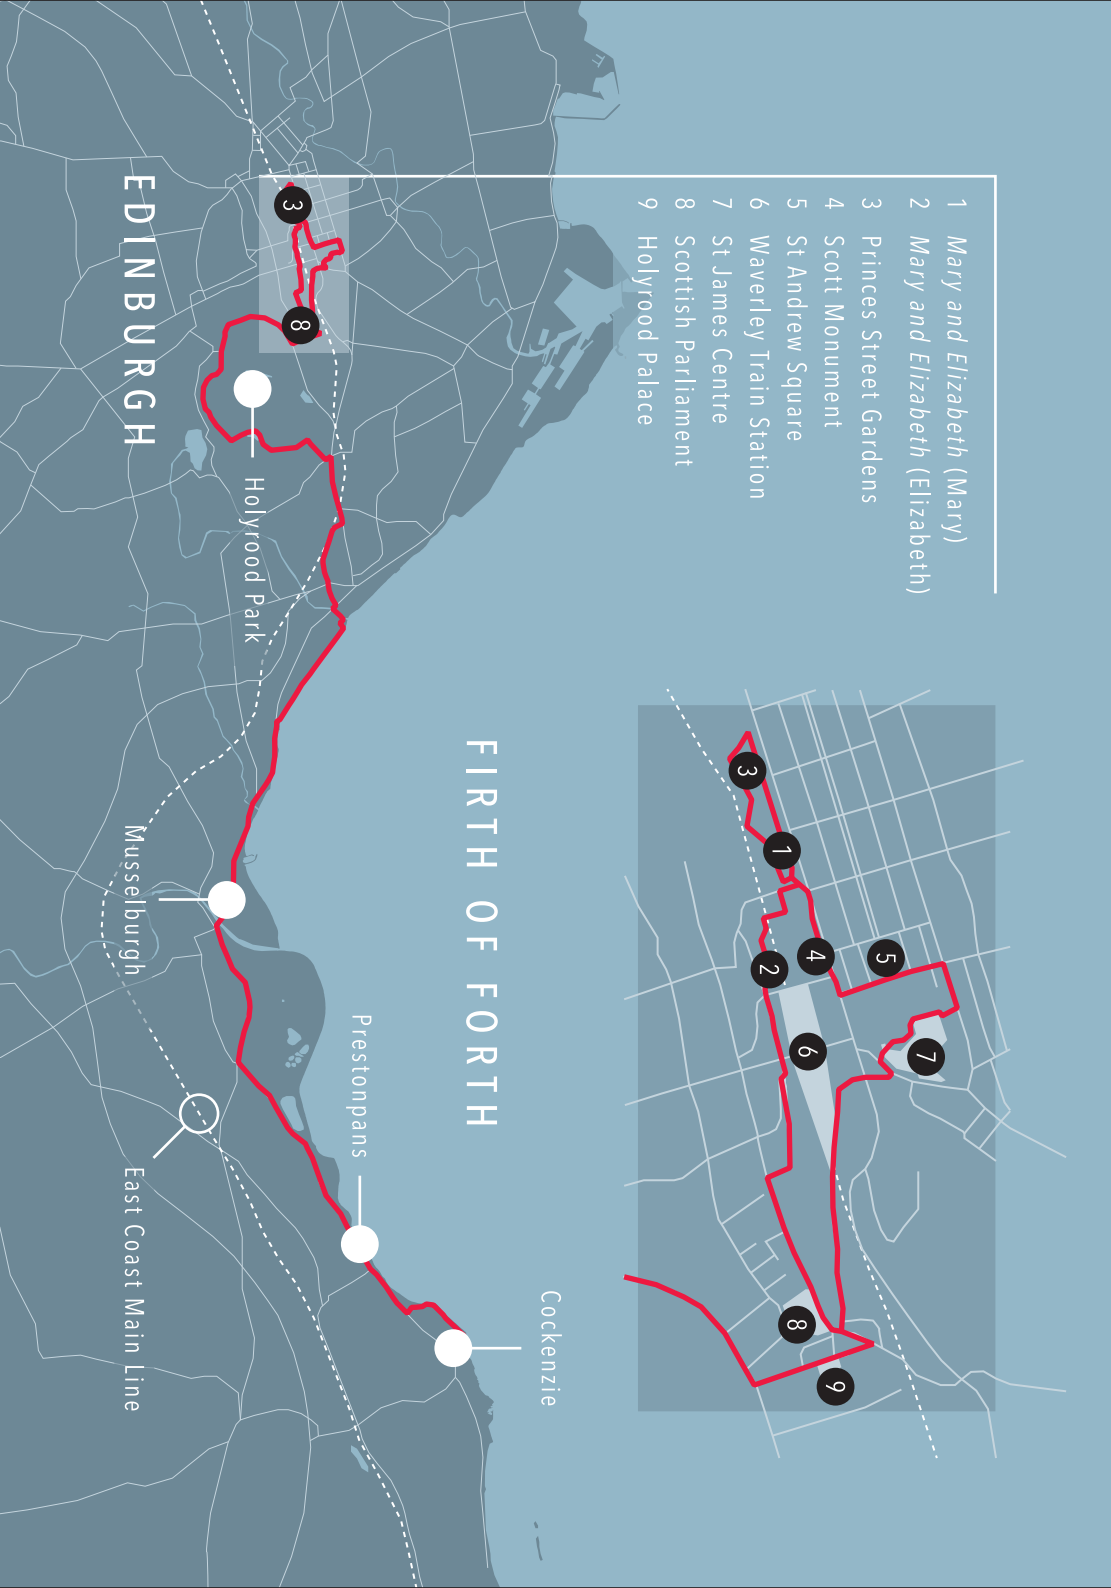 1 Mary and Elizabeth (Mary)
2 Mary and Elizabeth (Elizabeth)
3 Princes Street Gardens
4 Scott Monument
5 St Andrew Square
6 Waverley Train Station
7 St James Centre
8 Scottish Parliament
9 Holyrood Palace
3
1
2
4
5
6
7
8
9
FIRTH OF FORTH
Cockenzie
Prestonpans
3
8
Holyrood Park
EDINBURGH
Musselburgh
East Coast Main Line